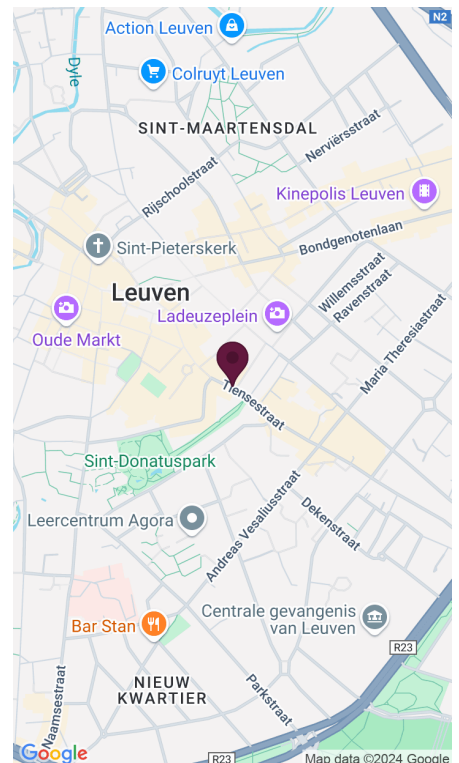 N2
Action Leuven
Dyle
Colruyt Leuven
SINT-MAARTENSDAL
Nerviërsstraat
Rijschoolstraat
Kinepolis Leuven
Bondgenotenlaan
Sint-Pieterskerk
Willemsstraat
Ravenstraat
Leuven
Ladeuzeplein
Oude Markt
Maria Theresiastraat
Tiensestraat
Sint-Donatuspark
Leercentrum Agora
Andreas Vesaliusstraat
Dekenstraat
Centrale gevangenis
van Leuven
Bar Stan
R23
NIEUW
KWARTIER
Parkstraat
Naamsestraat
Google
R23
Map data ©2024 Google